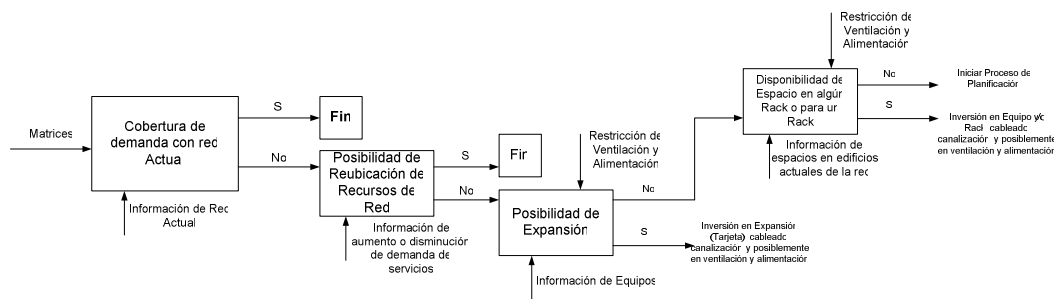 Matrices
Cobertura de
demanda con red
Actua
Información de Red
Actual
S
Fin
No
Posibilidad de
Reubicación de
Recursos de
Red
Información de
aumento o disminución
de demanda de
servicios
S
Fin
No
Restricción de
Ventilación y
Alimentación
Posibilidad de
Expansión
Información de Equipos
No
S
Inversión en Expansión
(Tarjeta) cableado
canalización y posiblemente
en ventilación y alimentación
Restricción de
Ventilación y
Alimentación
Disponibilidad de
Espacio en algún
Rack o para un
Rack
Información de
espacios en edificios
actuales de la red
No
Iniciar Proceso de
Planificación
S
Inversión en Equipo y/o
Rack cableado
canalización y posiblemente
en ventilación y alimentación